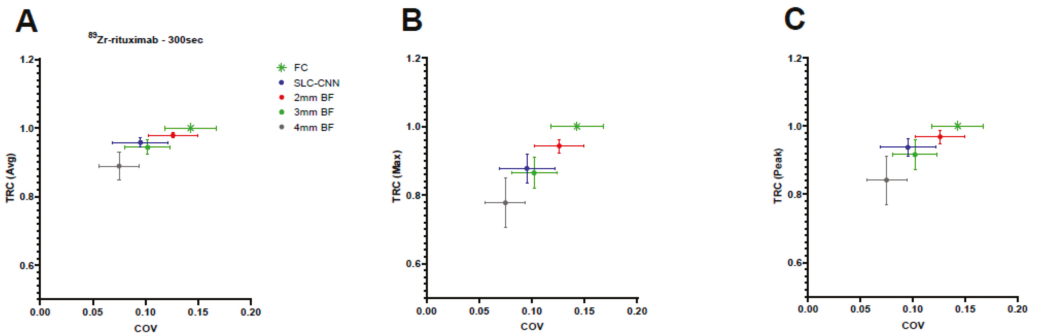 A
B
C
⁸⁹Zr-rituximab - 300sec
FC
SLC-CNN
2mm BF
3mm BF
4mm BF
TRC (Avg)
1.2
1.0
0.8
0.6
0.00 0.05 0.10 0.15 0.20
COV
TRC (Max)
1.2
1.0
0.8
0.6
0.00 0.05 0.10 0.15 0.20
COV
TRC (Peak)
1.2
1.0
0.8
0.6
0.00 0.05 0.10 0.15 0.20
COV